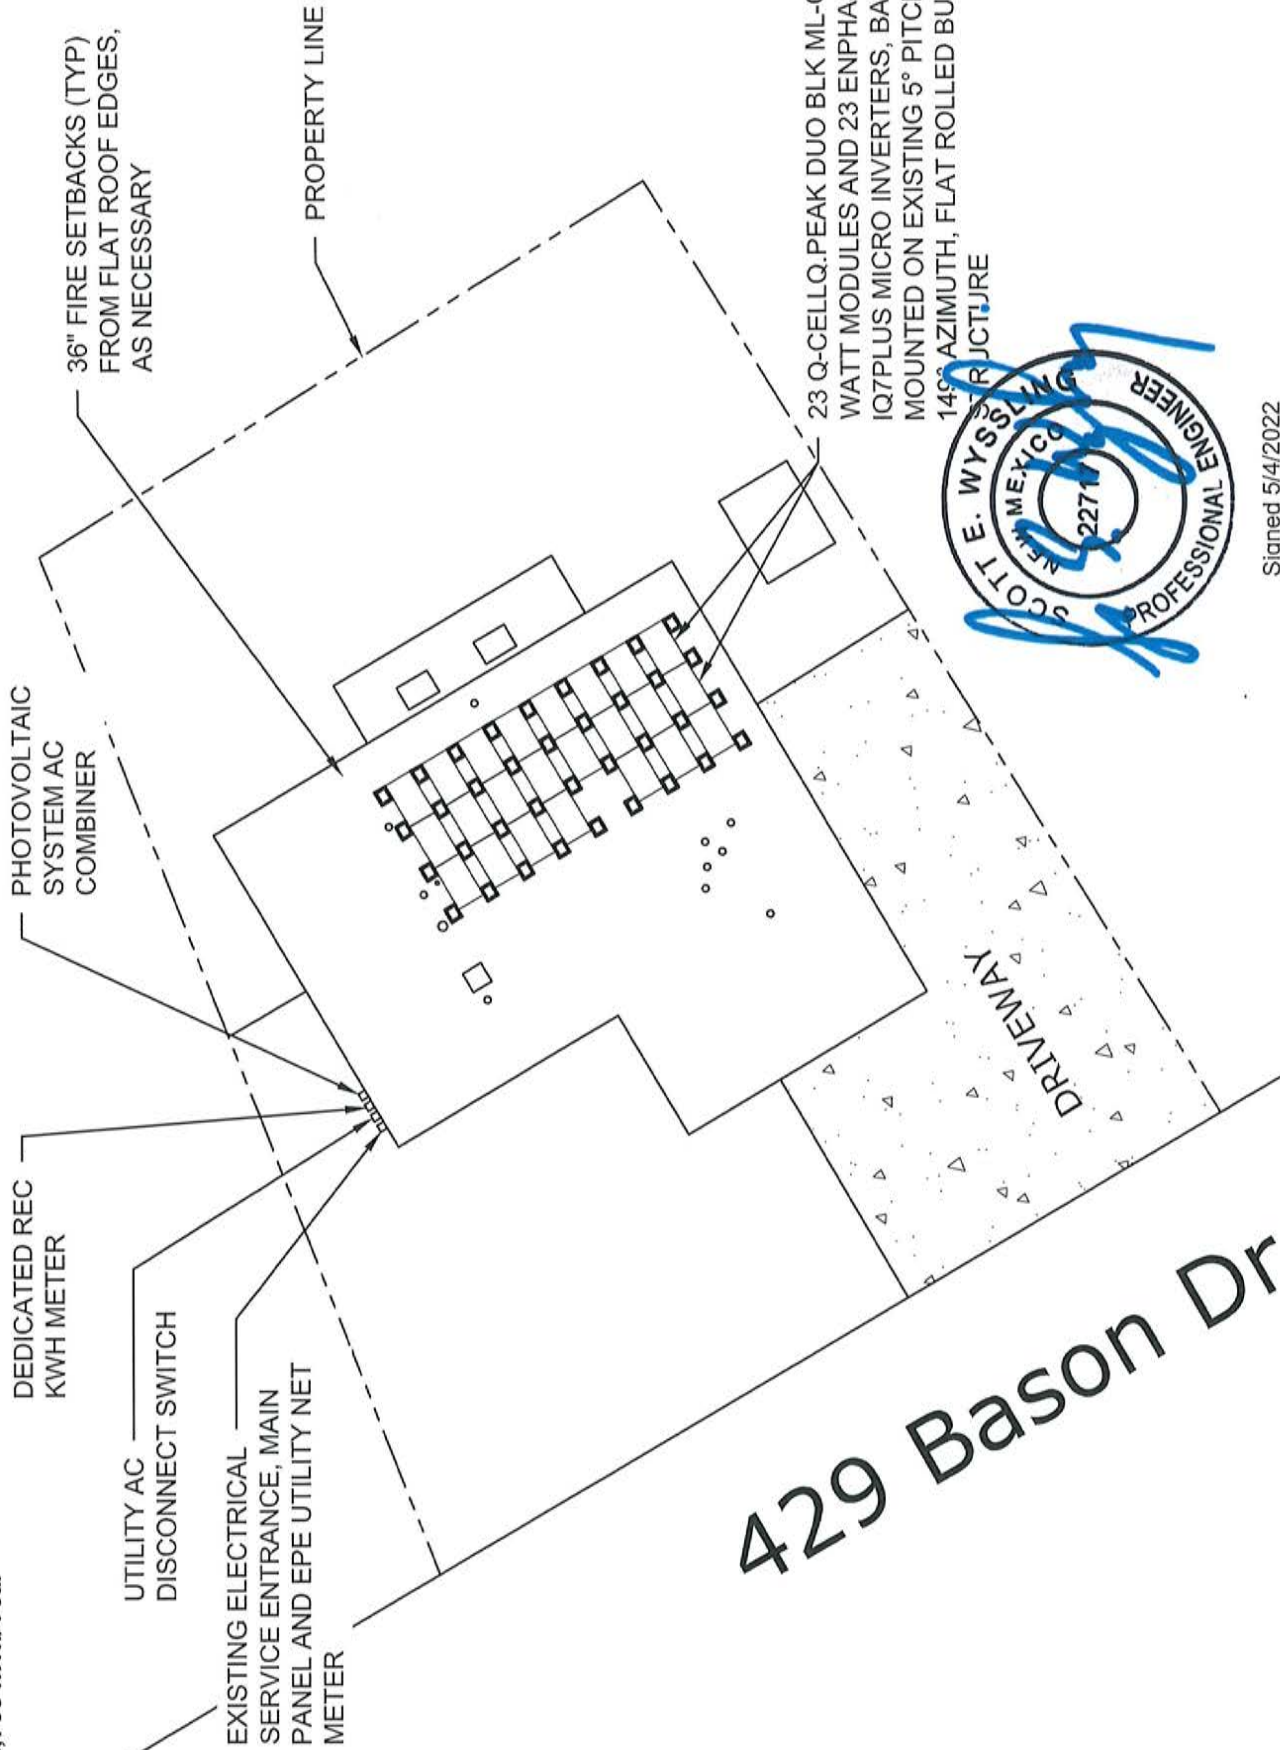 DEDICATED REC
KWH METER
PHOTOVOLTAIC
SYSTEM AC
COMBINER
36" FIRE SETBACKS (TYP)
FROM FLAT ROOF EDGES,
AS NECESSARY
UTILITY AC
DISCONNECT SWITCH
PROPERTY LINE
EXISTING ELECTRICAL
SERVICE ENTRANCE, MAIN
PANEL AND EPE UTILITY NET
METER
23 Q-CELLQ.PEAK DUO BLK ML-
WATT MODULES AND 23 ENPHA
IQ7PLUS MICRO INVERTERS, BA
MOUNTED ON EXISTING 5° PITC
149° AZIMUTH, FLAT ROLLED BU
STRUCTURE
DRIVEWAY
429 Bason Dr
SCOTT E. WYSSLING
NEW MEXICO
22717
PROFESSIONAL ENGINEER
Signed 5/4/2022